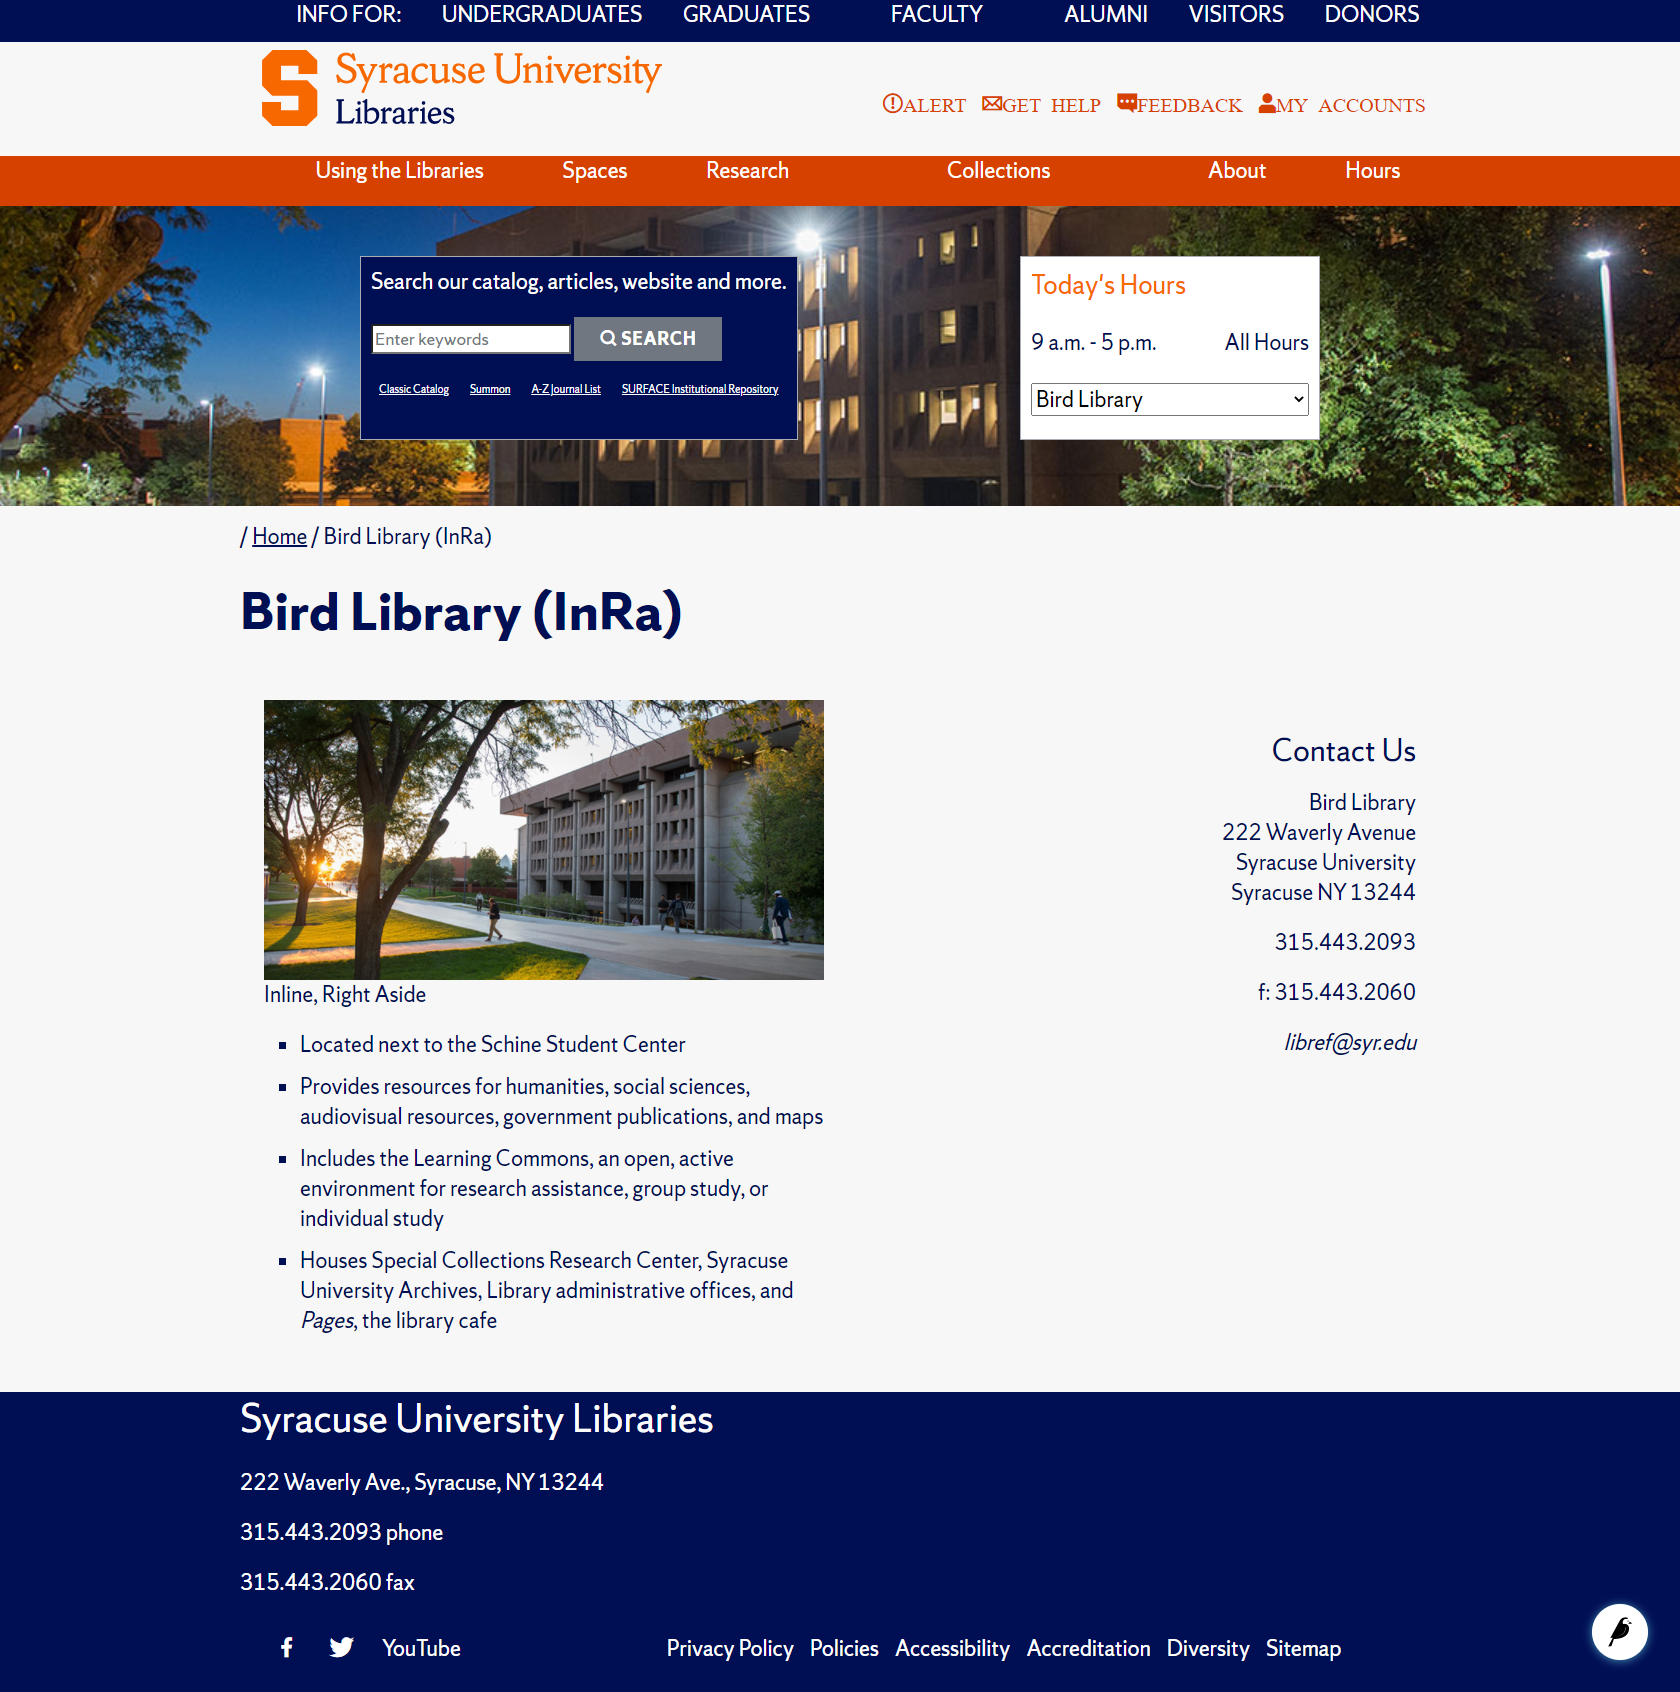 INFO FOR: UNDERGRADUATES GRADUATES FACULTY ALUMNI VISITORS DONORS
S Syracuse University
Libraries
ALERT GET HELP FEEDBACK MY ACCOUNTS
Using the Libraries Spaces Research Collections About Hours
Search our catalog, articles, website and more.
Enter keywords SEARCH
Classic Catalog Summon A-Z Journal List SURFACE Institutional Repository
Today's Hours
9 a.m. - 5 p.m. All Hours
Bird Library
/ Home / Bird Library (InRa)
Bird Library (InRa)
Inline, Right Aside
Located next to the Schine Student Center
Provides resources for humanities, social sciences,
audiovisual resources, government publications, and maps
Includes the Learning Commons, an open, active
environment for research assistance, group study, or
individual study
Houses Special Collections Research Center, Syracuse
University Archives, Library administrative offices, and
Pages, the library cafe
Contact Us
Bird Library
222 Waverly Avenue
Syracuse University
Syracuse NY 13244
315.443.2093
f: 315.443.2060
libref@syr.edu
Syracuse University Libraries
222 Waverly Ave., Syracuse, NY 13244
315.443.2093 phone
315.443.2060 fax
YouTube Privacy Policy Policies Accessibility Accreditation Diversity Sitemap